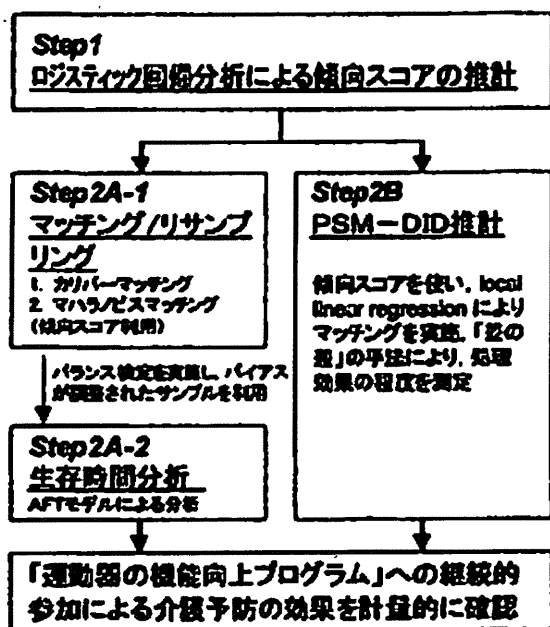 Step1
ロジスティック回帰分析による傾向スコアの推計
Step2A-1
マッチング/リサンプ
リング
1. カリパーマッチング
2. マハラノビスマッチング
(傾向スコア利用)
バランス検定を実施し、バイアス
が調整されたサンプルを利用
Step2A-2
生存時間分析
AFTモデルによる分析
Step2B
PSM－DID推計
傾向スコアを使い、local
linear regressionにより
マッチングを実施、「差の
差」の手法により、処理
効果の程度を測定
「運動器の機能向上プログラム」への継続的
参加による介護予防の効果を計量的に確認